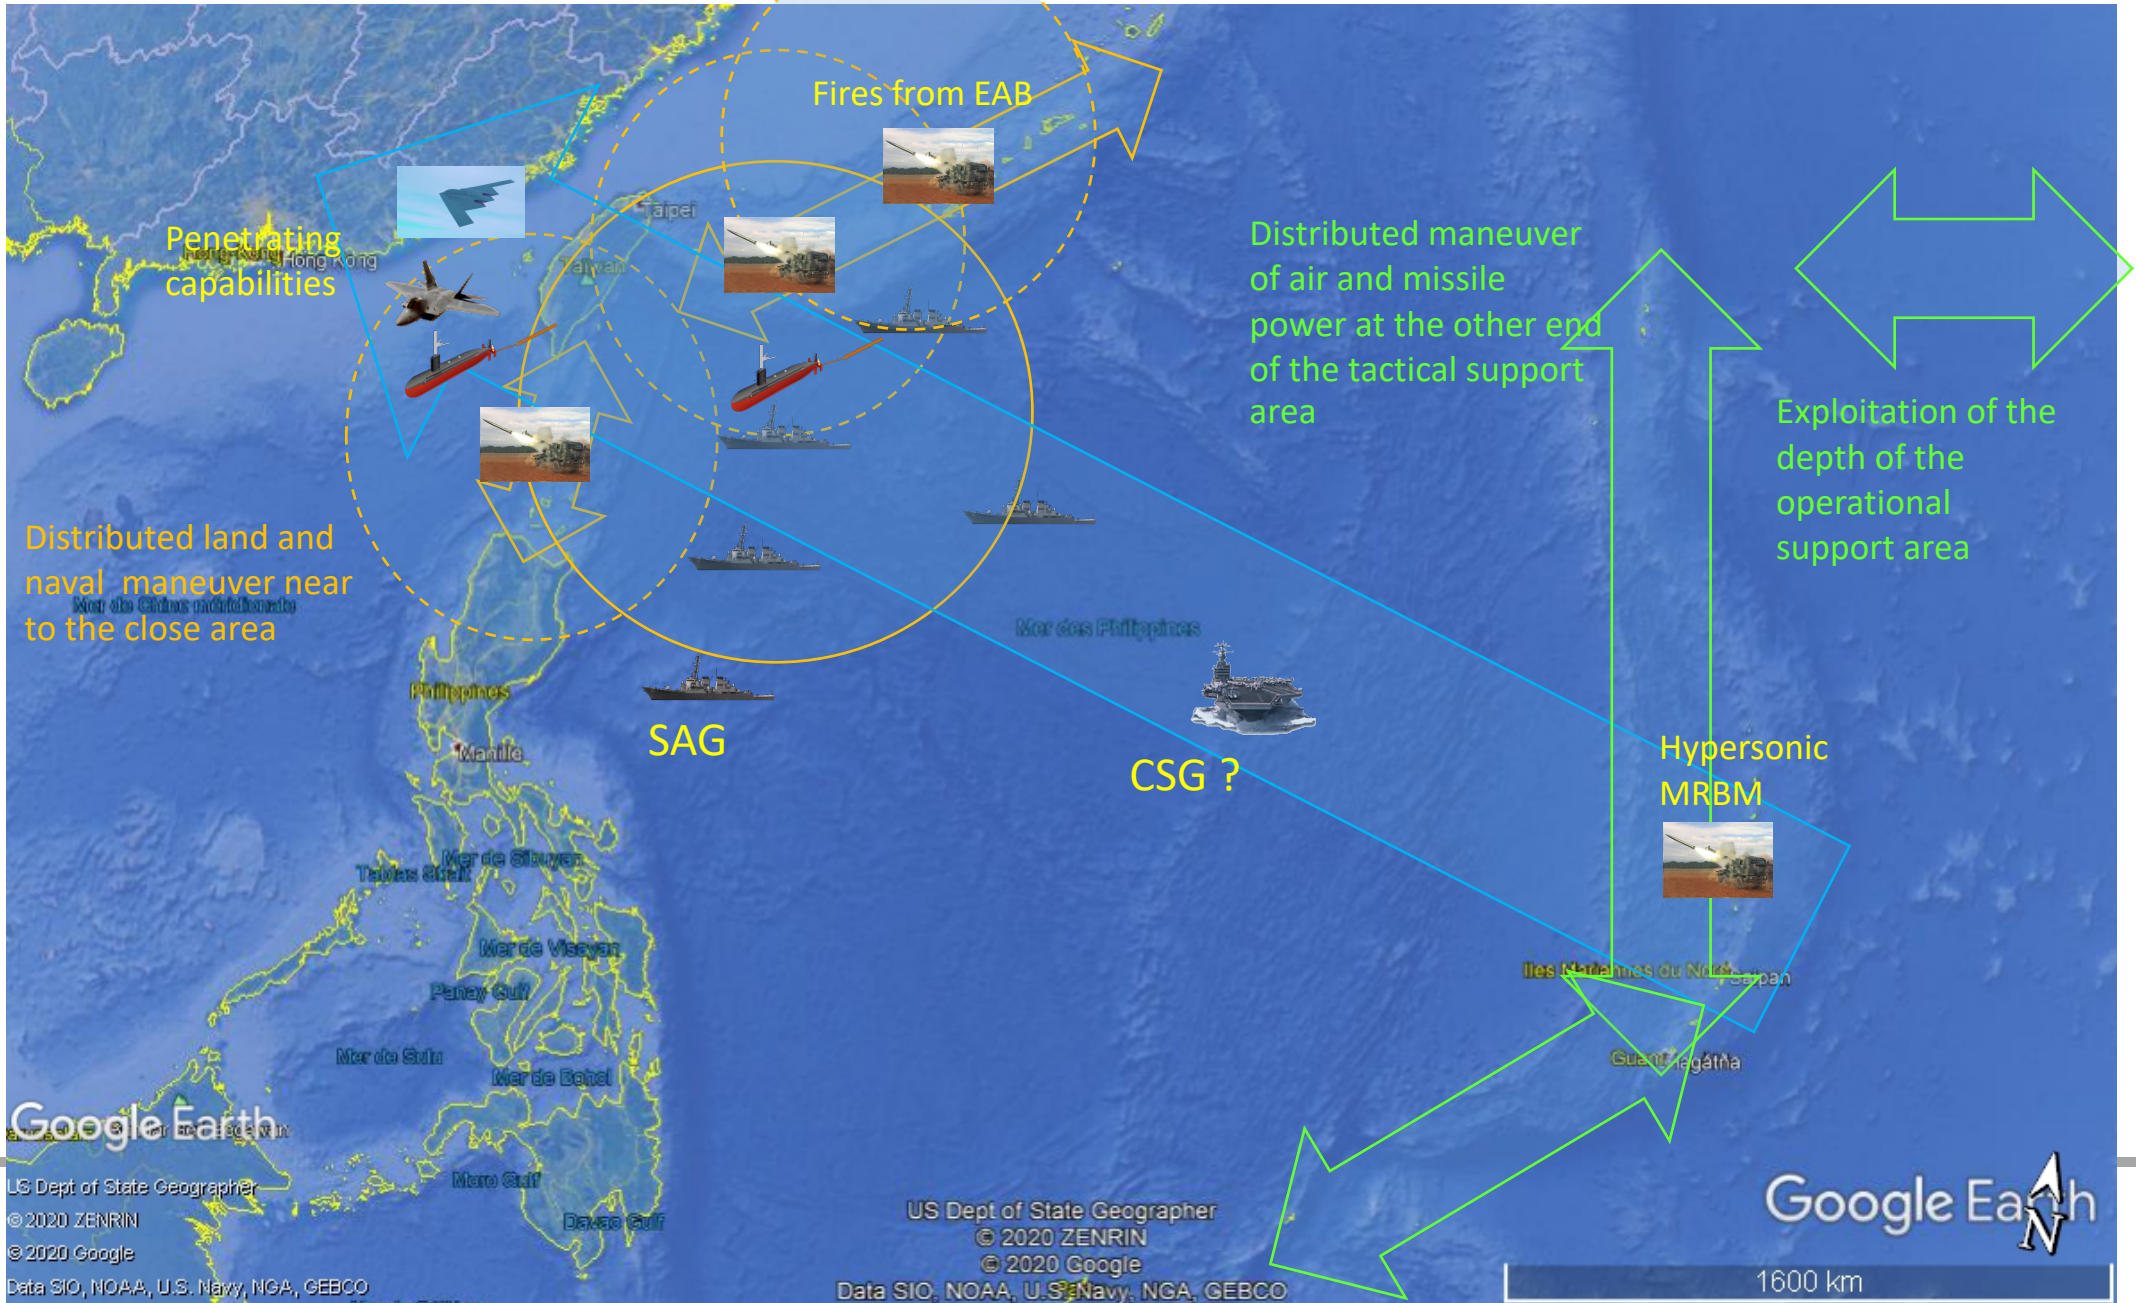 Fires from EAB
Taipei
Taiwan
Penetrating
capabilities
Hong Kong
Distributed maneuver
of air and missile
power at the other end
of the tactical support
area
Exploitation of the
depth of the
operational
support area
Distributed land and
naval maneuver near
to the close area
Mer de Chine méridionale
Mer des Philippines
Philippines
Manille
SAG
CSG ?
Hypersonic
MRBM
Mer de Sibuyan
Tablas Strait
Mer de Visayan
Panay Gulf
Iles Mariannes du Nord
Saipan
Mer de Sulu
Mer de Bohol
Guam
Google Earth
Moro Gulf
Davao Gulf
US Dept of State Geographer
© 2020 ZENRIN
© 2020 Google
Data SIO, NOAA, U.S. Navy, NGA, GEBCO
US Dept of State Geographer
© 2020 ZENRIN
© 2020 Google
Data SIO, NOAA, U.S. Navy, NGA, GEBCO
Google Earth
N
1600 km